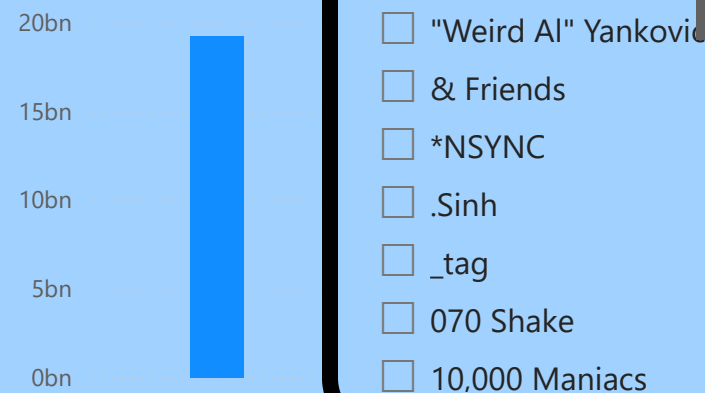 20bn
15bn
10bn
5bn
0bn
"Weird Al" Yankovic
& Friends
*NSYNC
.Sinh
_tag
070 Shake
10,000 Maniacs